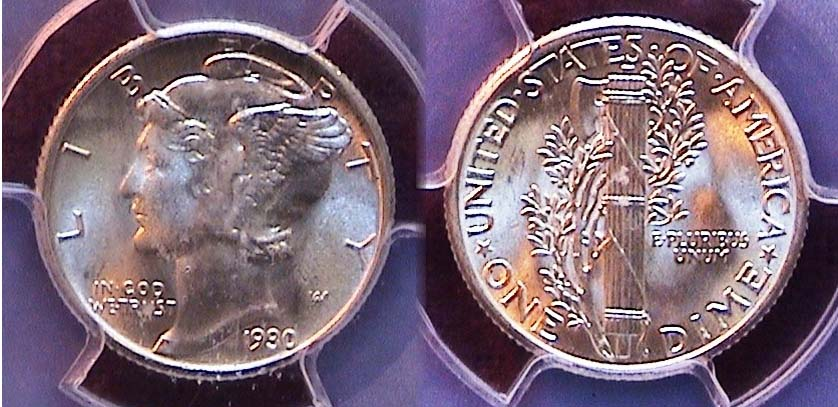 LIBERTY
IN GOD
WE TRUST
1930
UNITED·STATES·OF·AMERICA
E PLURIBUS
UNUM
ONE DIME